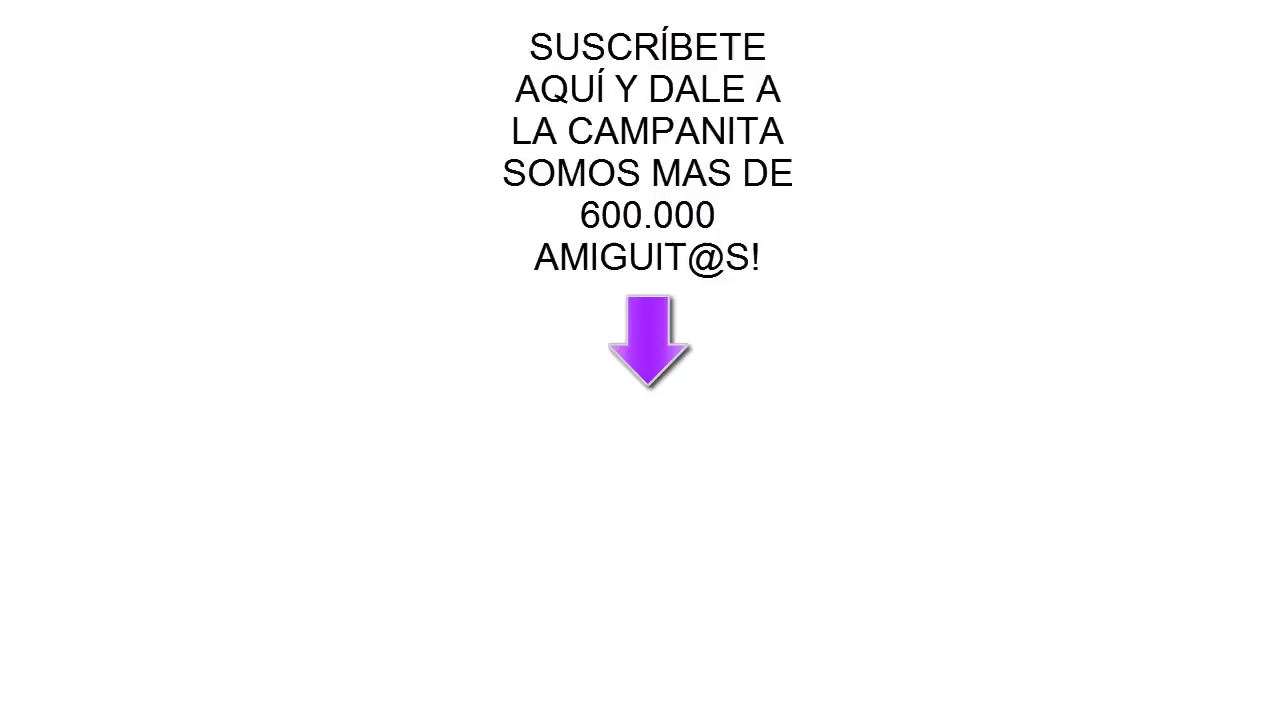 SUSCRÍBETE
AQUÍ Y DALE A
LA CAMPANITA
SOMOS MAS DE
600.000
AMIGUIT@S!